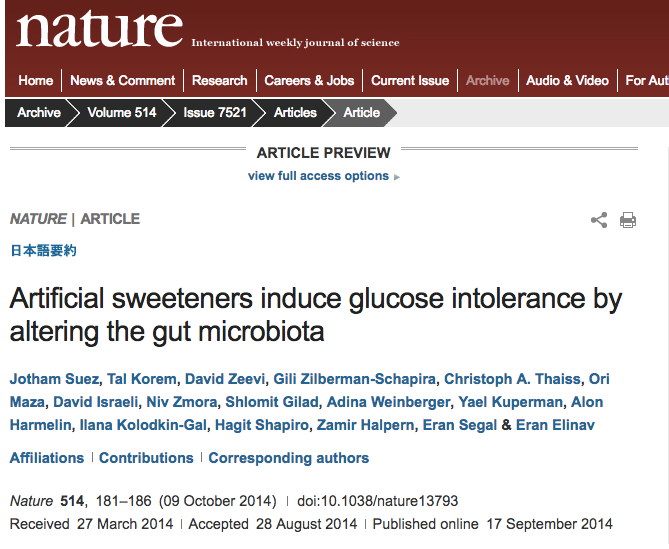 nature International weekly journal of science
Home News & Comment Research Careers & Jobs Current Issue Archive Audio & Video For Aut
Archive Volume 514 Issue 7521 Articles Article
ARTICLE PREVIEW
view full access options ►
NATURE | ARTICLE
日本語要約
Artificial sweeteners induce glucose intolerance by
altering the gut microbiota
Jotham Suez, Tal Korem, David Zeevi, Gili Zilberman-Schapira, Christoph A. Thaiss, Ori
Maza, David Israeli, Niv Zmora, Shlomit Gilad, Adina Weinberger, Yael Kuperman, Alon
Harmelin, Ilana Kolodkin-Gal, Hagit Shapiro, Zamir Halpern, Eran Segal & Eran Elinav
Affiliations | Contributions | Corresponding authors
Nature 514, 181–186 (09 October 2014) | doi:10.1038/nature13793
Received 27 March 2014 | Accepted 28 August 2014 | Published online 17 September 2014